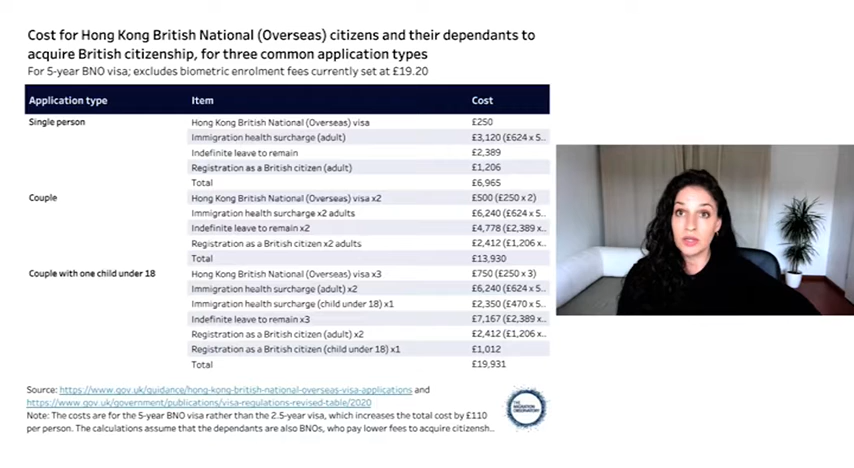 Cost for Hong Kong British National (Overseas) citizens and their dependants to
acquire British citizenship, for three common application types
For 5-year BNO visa; excludes biometric enrolment fees currently set at £19.20
Application type Item Cost
Single person Hong Kong British National (Overseas) visa £250
Immigration health surcharge (adult) £3,120 (£624 x 5..
Indefinite leave to remain £2,389
Registration as a British citizen (adult) £1,206
Total £6,965
Couple Hong Kong British National (Overseas) visa x2 £500 (£250 x 2)
Immigration health surcharge x2 adults £6,240 (£624 x 5..
Indefinite leave to remain x2 £4,778 (£2,389 x..
Registration as a British citizen x2 adults £2,412 (£1,206 x..
Total £13,930
Couple with one child under 18 Hong Kong British National (Overseas) visa x3 £750 (£250 x 3)
Immigration health surcharge (adult) x2 £6,240 (£624 x 5..
Immigration health surcharge (child under 18) x1 £2,350 (£470 x 5..
Indefinite leave to remain x3 £7,167 (£2,389 x..
Registration as a British citizen (adult) x2 £2,412 (£1,206 x..
Registration as a British citizen (child under 18) x1 £1,012
Total £19,931
Source: https://www.gov.uk/guidance/hong-kong-british-national-overseas-visa-applications and
https://www.gov.uk/government/publications/visa-regulations-revised-table/2020
Note: The costs are for the 5-year BNO visa rather than the 2.5-year visa, which increases the total cost by £110
per person. The calculations assume that the dependants are also BNOs, who pay lower fees to acquire citizensh..
THE
MIGRATION
OBSERVATORY